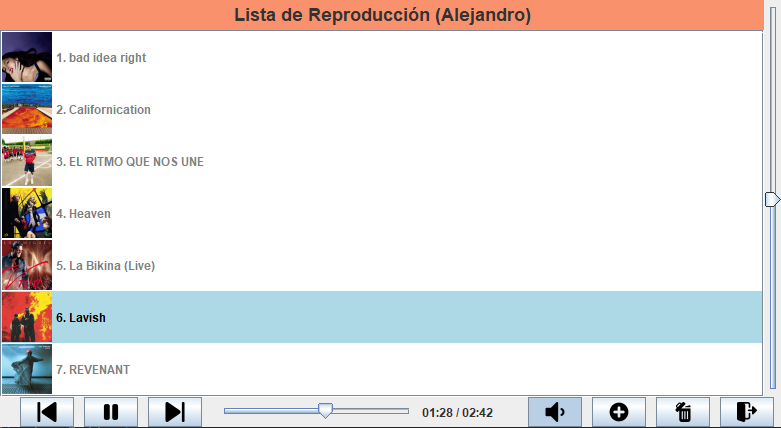 Lista de Reproducción (Alejandro)
1. bad idea right
2. Californication
3. EL RITMO QUE NOS UNE
4. Heaven
5. La Bikina (Live)
6. Lavish
7. REVENANT
01:28 / 02:42